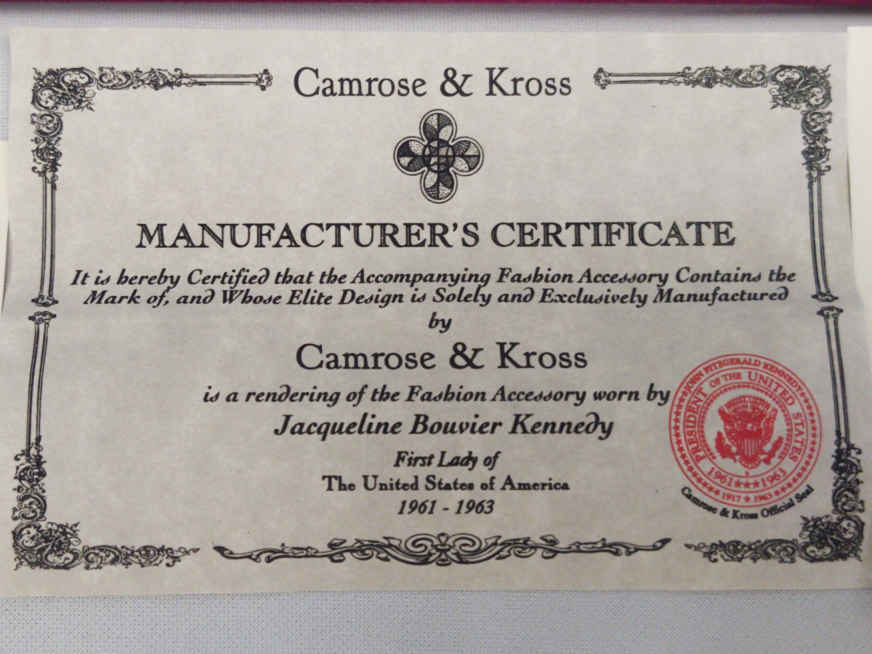 Camrose & Kross
MANUFACTURER'S CERTIFICATE
It is hereby Certified that the Accompanying Fashion Accessory Contains the
Mark of, and Whose Elite Design is Solely and Exclusively Manufactured
by
Camrose & Kross
is a rendering of the Fashion Accessory worn by
Jacqueline Bouvier Kennedy
First Lady of
The United States of America
1961 - 1963
JOHN FITZGERALD KENNEDY
PRESIDENT OF THE UNITED STATES
1961★★★1963
1917 ★ 1963
Camrose & Kross Official Seal